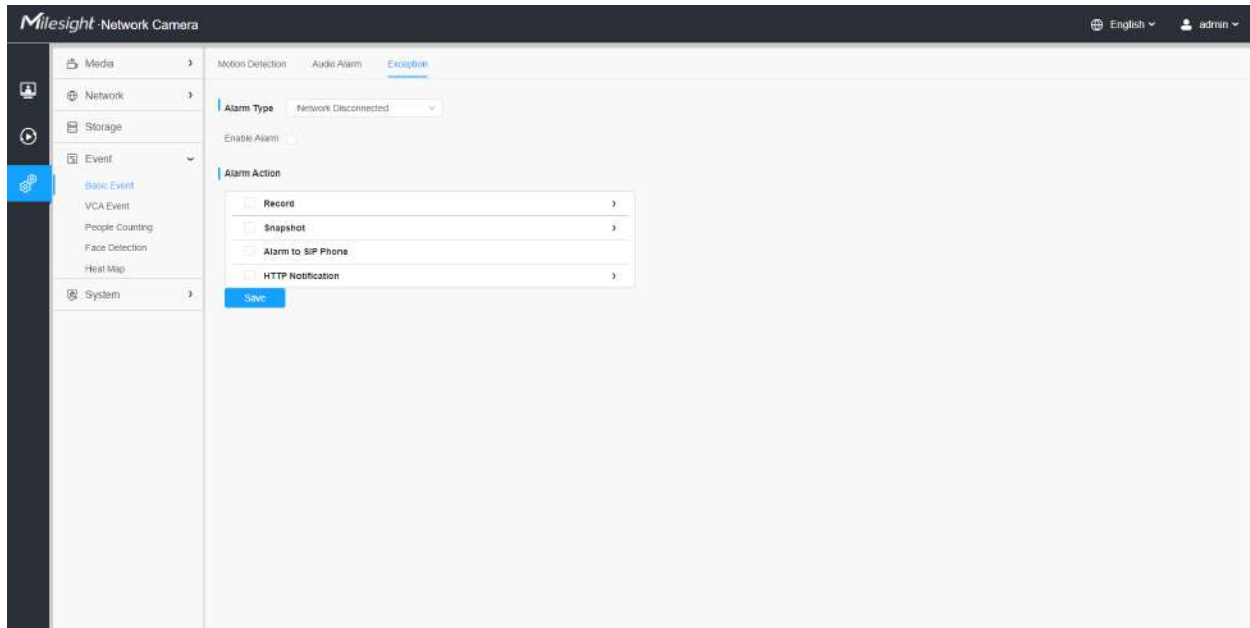 Milesight-Network Camera
English
admin
Media
Network
Storage
Event
Basic Event
VCA Event
People Counting
Face Detection
Heat Map
System
Motion Detection Audio Alarm Exception
Alarm Type Network Disconnected
Enable Alarm
Alarm Action
Record
Snapshot
Alarm to SIP Phone
HTTP Notification
Save